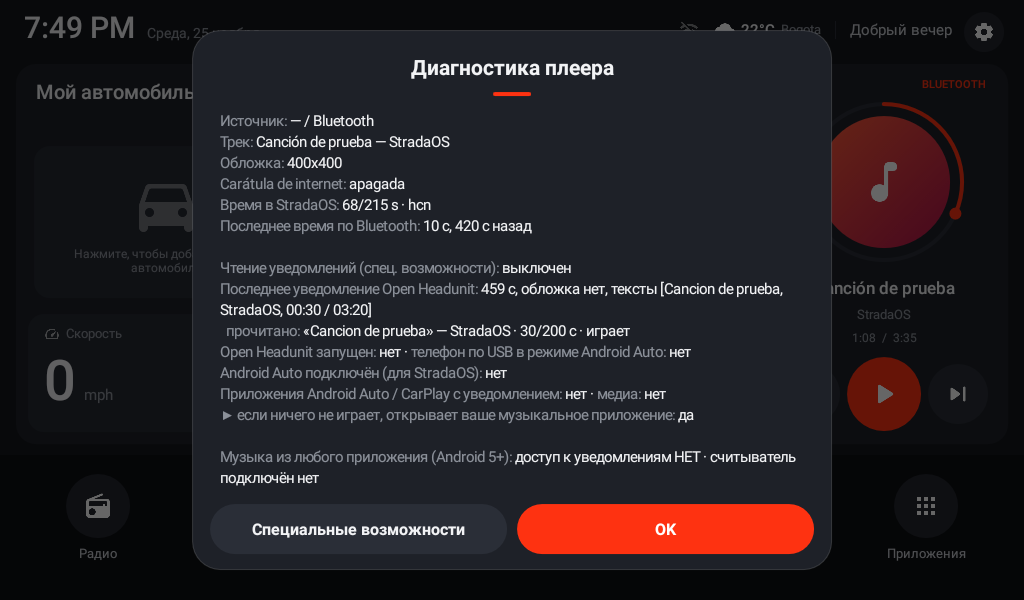 7:49 PM
Среда, 25
22°C
Bogota
Добрый вечер
Мой автомобиль
BLUETOOTH
Диагностика плеера
Источник: — / Bluetooth
Трек: Canción de prueba — StradaOS
Обложка: 400x400
Carátula de internet: apagada
Время в StradaOS: 68/215 s · hcn
Последнее время по Bluetooth: 10 с, 420 с назад
Чтение уведомлений (спец. возможности): выключен
Последнее уведомление Open Headunit: 459 с, обложка нет, тексты [Cancion de prueba,
StradaOS, 00:30 / 03:20]
прочитано: «Cancion de prueba» — StradaOS · 30/200 с · играет
Open Headunit запущен: нет · телефон по USB в режиме Android Auto: нет
Android Auto подключён (для StradaOS): нет
Приложения Android Auto / CarPlay с уведомлением: нет · медиа: нет
► если ничего не играет, открывает ваше музыкальное приложение: да
Музыка из любого приложения (Android 5+): доступ к уведомлениям НЕТ · считыватель
подключён нет
Специальные возможности
OK
Нажмите, чтобы доб
автомобил
Скорость
0 mph
nción de prueba
StradaOS
1:08 / 3:35
Радио
Приложения